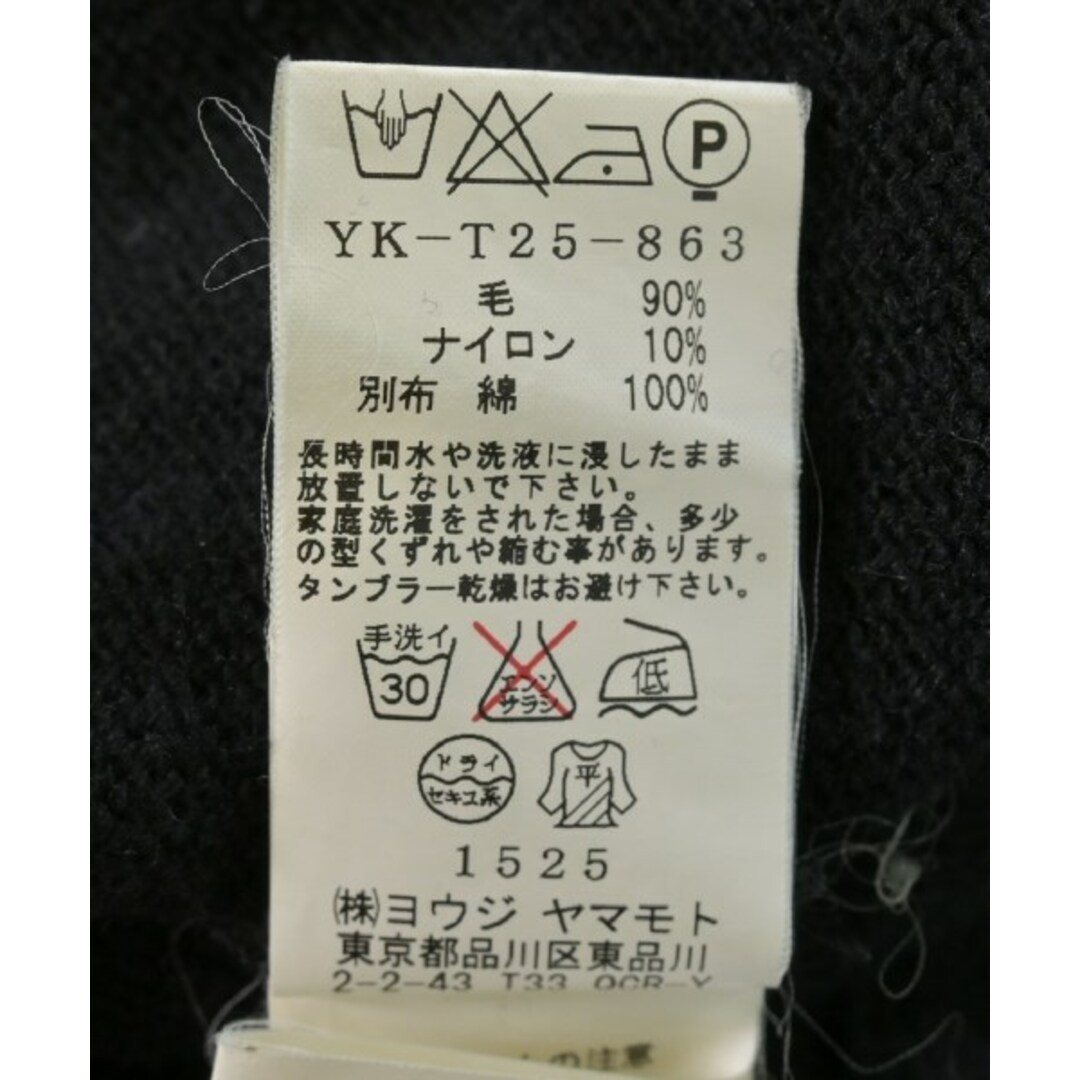 P
YK-T25-863
毛 90%
ナイロン 10%
別布 綿 100%
長時間水や洗液に浸したまま
放置しないで下さい。
家庭洗濯をされた場合、多少
の型くずれや縮む事があります。
タンブラー乾燥はお避け下さい。
手洗イ
30
エンソ
サラシ
低
ドライ
セキユ系
平
1525
㈱ヨウジ ヤマモト
東京都品川区東品川
2-2-43 T33 OCR-Y
の注意